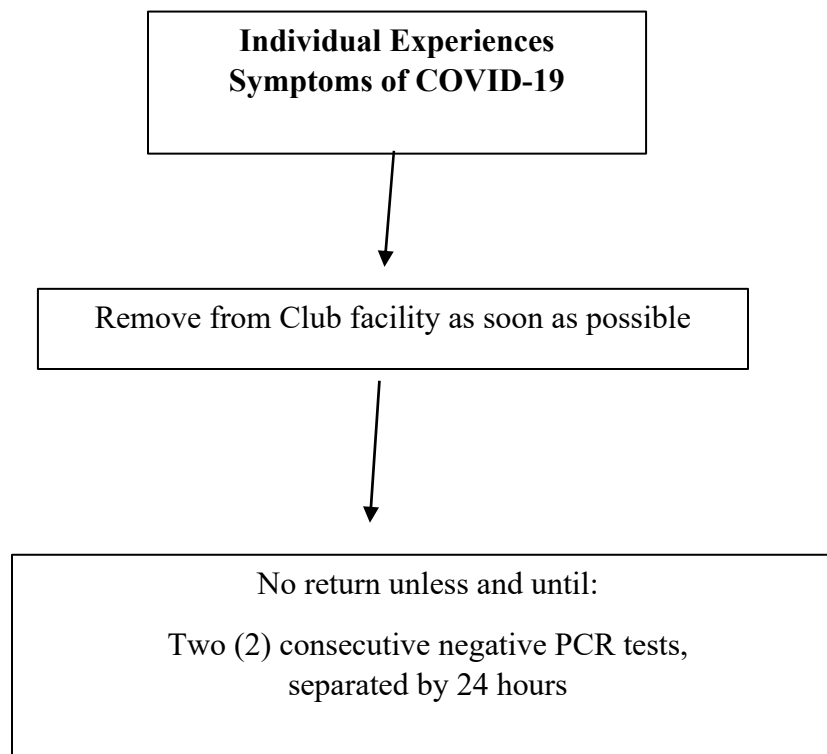 Individual Experiences
Symptoms of COVID-19
Remove from Club facility as soon as possible
No return unless and until:
Two (2) consecutive negative PCR tests,
separated by 24 hours